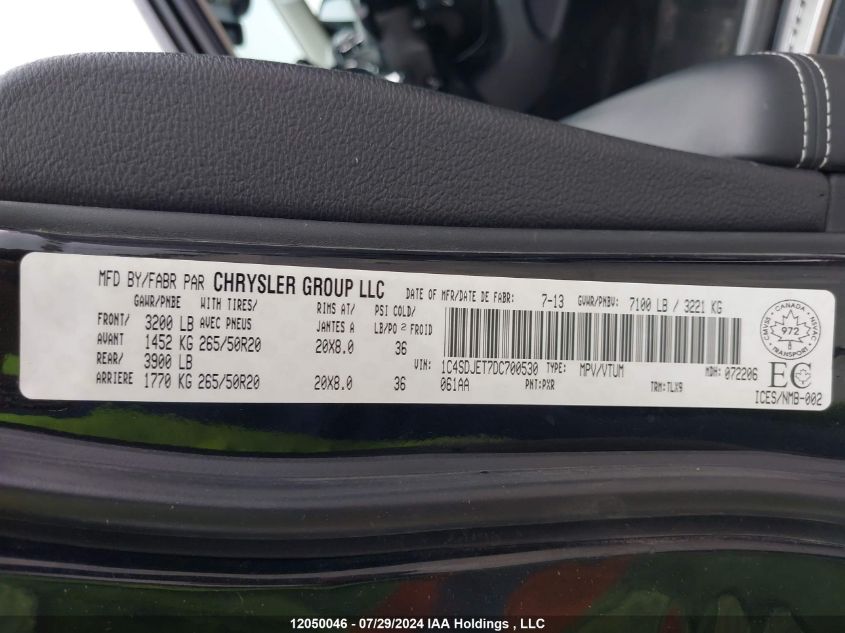 MFD BY/FABR PAR CHRYSLER GROUP LLC DATE OF MFR/DATE DE FABR: 7-13 GVWR/PNBV: 7100 LB / 3221 KG
GAWR/PNBE WITH TIRES/ RIMS AT/ PSI COLD/
AVEC PNEUS JANTES A LB/PO² FROID
FRONT/ 3200 LB
AVANT 1452 KG 265/50R20 20X8.0 36
REAR/ 3900 LB
ARRIERE 1770 KG 265/50R20 20X8.0 36
VIN: 1C4SDJET7DC700530 TYPE: MPV/VTUM MDH: 072206
061AA PNT:PXR TRM:TLX9
CANADA
CMVSS NSVAC
972
TRANSPORT
EC
ICES/NMB-002
12050046 - 07/29/2024 IAA Holdings , LLC